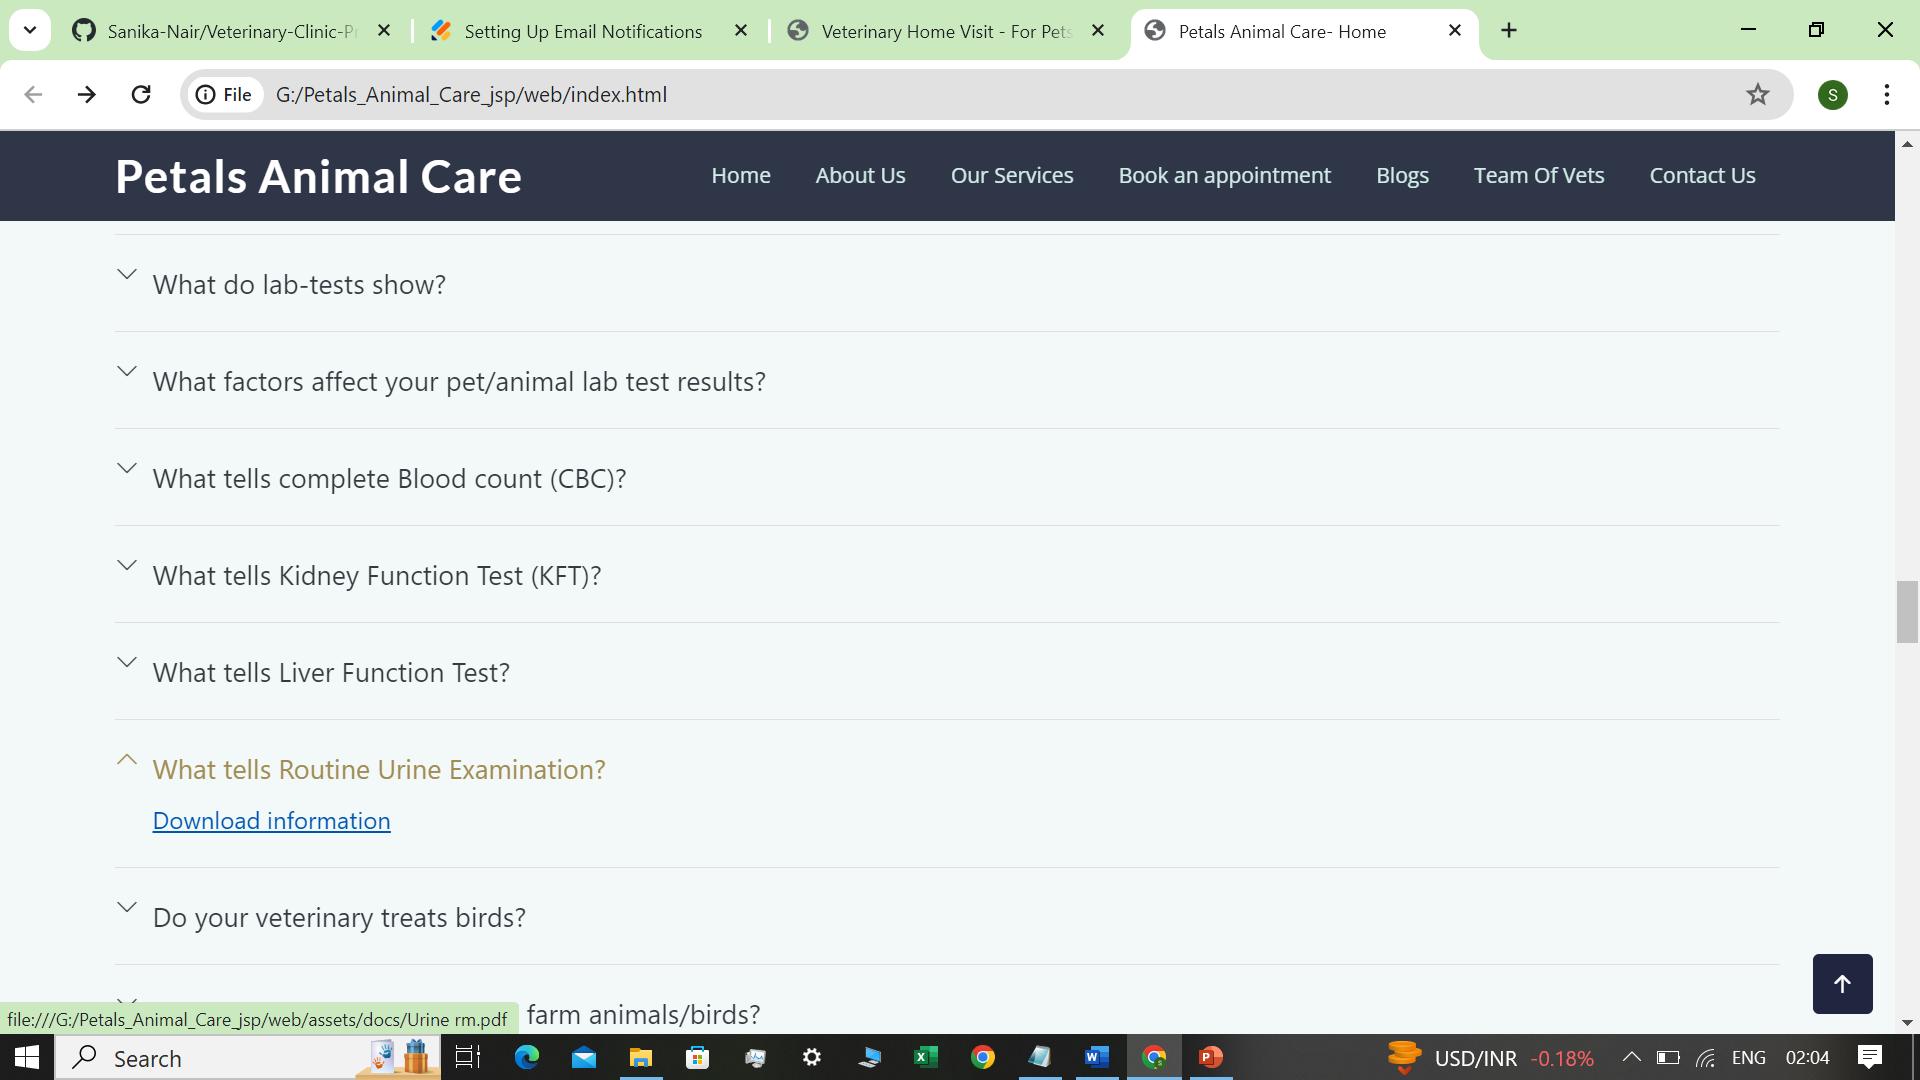 Sanika-Nair/Veterinary-Clinic-P
Setting Up Email Notifications
Veterinary Home Visit - For Pets
Petals Animal Care- Home
File
G:/Petals_Animal_Care_jsp/web/index.html
S
Petals Animal Care
Home
About Us
Our Services
Book an appointment
Blogs
Team Of Vets
Contact Us
What do lab-tests show?
What factors affect your pet/animal lab test results?
What tells complete Blood count (CBC)?
What tells Kidney Function Test (KFT)?
What tells Liver Function Test?
What tells Routine Urine Examination?
Download information
Do your veterinary treats birds?
farm animals/birds?
file:///G:/Petals_Animal_Care_jsp/web/assets/docs/Urine rm.pdf
Search
USD/INR -0.18%
ENG
02:04